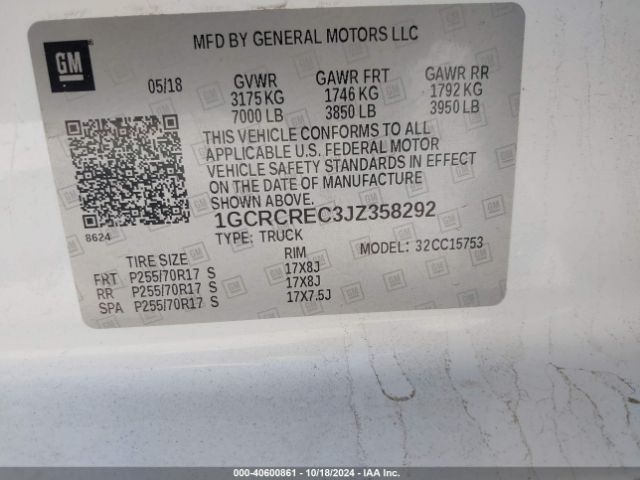 GM
MFD BY GENERAL MOTORS LLC
05/18 GVWR GAWR FRT GAWR RR
3175 KG 1746 KG 1792 KG
7000 LB 3850 LB 3950 LB
THIS VEHICLE CONFORMS TO ALL
APPLICABLE U.S. FEDERAL MOTOR
VEHICLE SAFETY STANDARDS IN EFFECT
ON THE DATE OF MANUFACTURE
SHOWN ABOVE.
8624
1GCRCREC3JZ358292
TYPE: TRUCK MODEL: 32CC15753
TIRE SIZE RIM
FRT P255/70R17 S 17X8J
RR P255/70R17 S 17X8J
SPA P255/70R17 S 17X7.5J
000-40600861 - 10/18/2024 - IAA Inc.